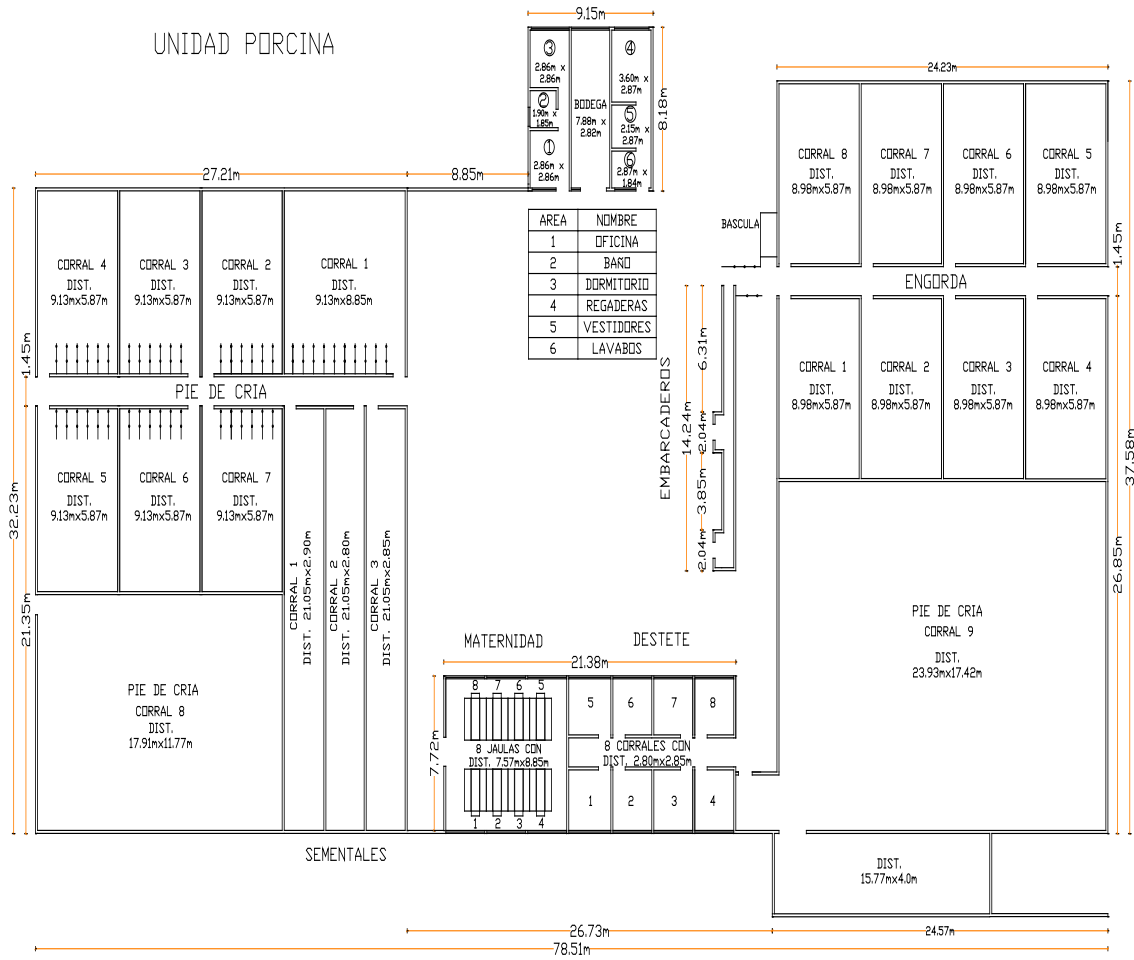 UNIDAD PORCINA
9.15m
3
2.86m x
2.86m
2
1.90m x
1.85m
1
2.86m x
2.86m
BODEGA
7.88m x
2.82m
4
3.60m x
2.87m
5
2.15m x
2.87m
6
2.87m x
1.84m
8.18m
24.23m
27.21m
8.85m
CORRAL 4
DIST.
9.13mx5.87m
CORRAL 3
DIST.
9.13mx5.87m
CORRAL 2
DIST.
9.13mx5.87m
CORRAL 1
DIST.
9.13mx8.85m
1.45m
PIE DE CRIA
CORRAL 5
DIST.
9.13mx5.87m
CORRAL 6
DIST.
9.13mx5.87m
CORRAL 7
DIST.
9.13mx5.87m
32.23m
21.35m
CORRAL 1
DIST. 21.05mx2.90m
CORRAL 2
DIST. 21.05mx2.80m
CORRAL 3
DIST. 21.05mx2.85m
PIE DE CRIA
CORRAL 8
DIST.
17.91mx11.77m
SEMENTALES
AREA NOMBRE
1 OFICINA
2 BAÑO
3 DORMITORIO
4 REGADERAS
5 VESTIDORES
6 LAVABOS
BASCULA
EMBARCADEROS
14.24m
6.31m
2.04m
3.85m
2.04m
CORRAL 8
DIST.
8.98mx5.87m
CORRAL 7
DIST.
8.98mx5.87m
CORRAL 6
DIST.
8.98mx5.87m
CORRAL 5
DIST.
8.98mx5.87m
ENGORDA
1.45m
CORRAL 1
DIST.
8.98mx5.87m
CORRAL 2
DIST.
8.98mx5.87m
CORRAL 3
DIST.
8.98mx5.87m
CORRAL 4
DIST.
8.98mx5.87m
37.58m
26.85m
PIE DE CRIA
CORRAL 9
DIST.
23.93mx17.42m
MATERNIDAD
DESTETE
21.38m
7.72m
8 7 6 5
8 JAULAS CON
DIST. 7.57mx8.85m
1 2 3 4
5 6 7 8
8 CORRALES CON
DIST. 2.80mx2.85m
1 2 3 4
DIST.
15.77mx4.0m
26.73m
24.57m
78.51m